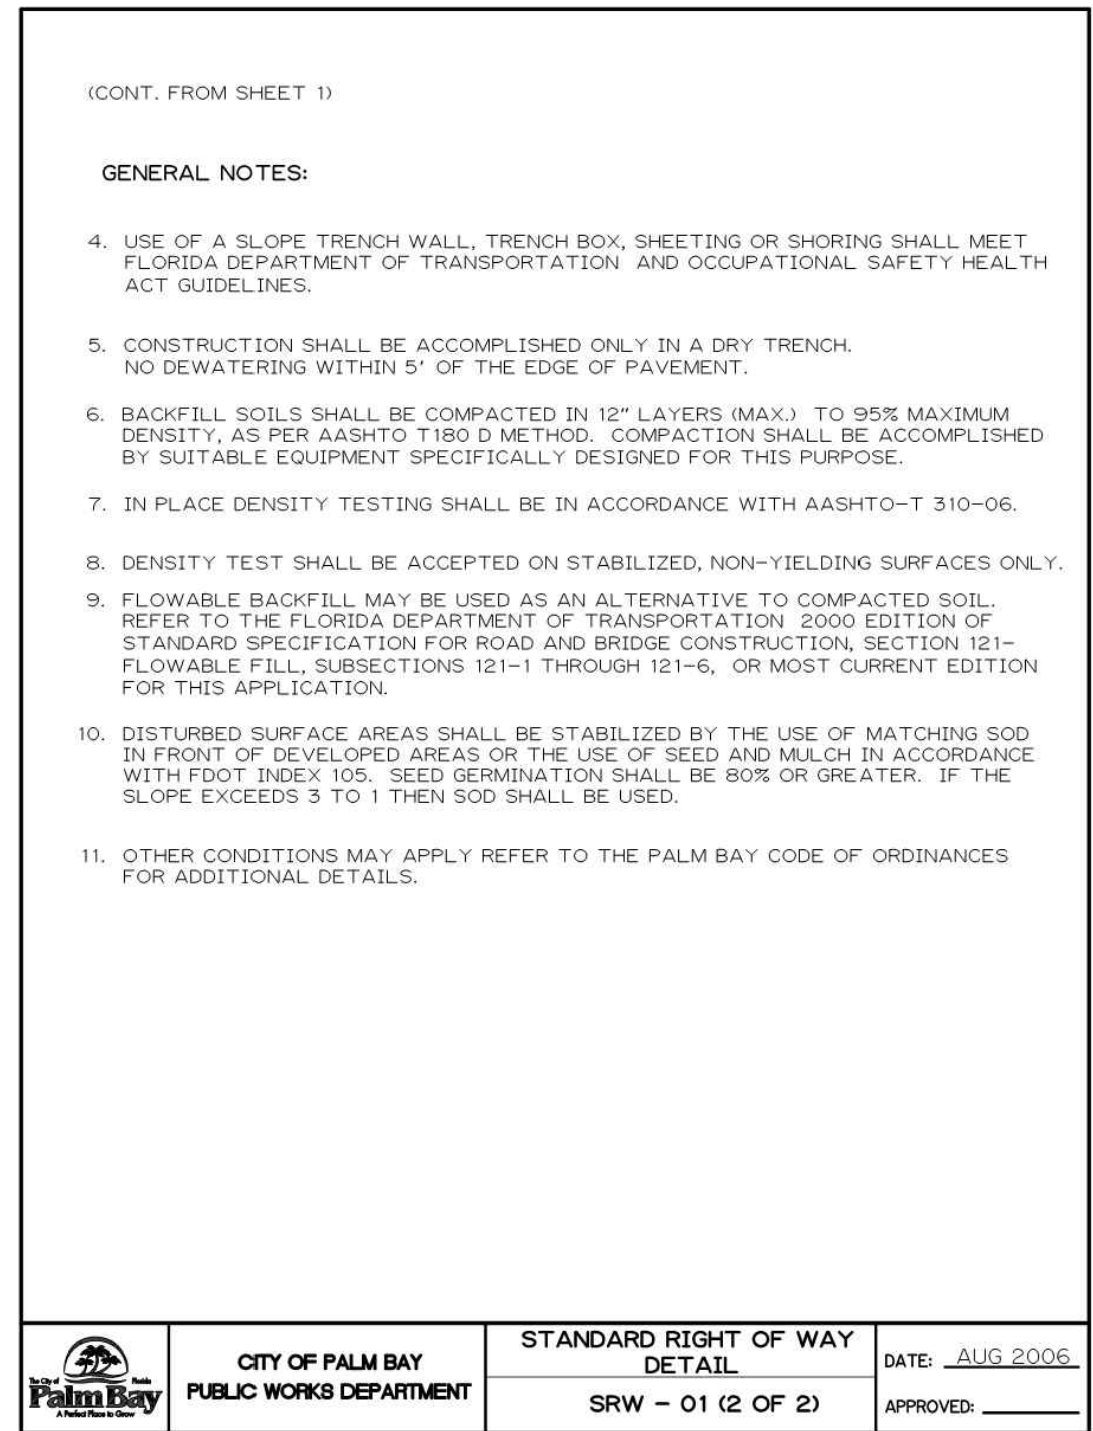 (CONT. FROM SHEET 1)
GENERAL NOTES:
4. USE OF A SLOPE TRENCH WALL, TRENCH BOX, SHEETING OR SHORING SHALL MEET
FLORIDA DEPARTMENT OF TRANSPORTATION AND OCCUPATIONAL SAFETY HEALTH
ACT GUIDELINES.
5. CONSTRUCTION SHALL BE ACCOMPLISHED ONLY IN A DRY TRENCH.
NO DEWATERING WITHIN 5' OF THE EDGE OF PAVEMENT.
6. BACKFILL SOILS SHALL BE COMPACTED IN 12" LAYERS (MAX.) TO 95% MAXIMUM
DENSITY, AS PER AASHTO T180 D METHOD. COMPACTION SHALL BE ACCOMPLISHED
BY SUITABLE EQUIPMENT SPECIFICALLY DESIGNED FOR THIS PURPOSE.
7. IN PLACE DENSITY TESTING SHALL BE IN ACCORDANCE WITH AASHTO-T 310-06.
8. DENSITY TEST SHALL BE ACCEPTED ON STABILIZED, NON-YIELDING SURFACES ONLY.
9. FLOWABLE BACKFILL MAY BE USED AS AN ALTERNATIVE TO COMPACTED SOIL.
REFER TO THE FLORIDA DEPARTMENT OF TRANSPORTATION 2000 EDITION OF
STANDARD SPECIFICATION FOR ROAD AND BRIDGE CONSTRUCTION, SECTION 121-
FLOWABLE FILL, SUBSECTIONS 121-1 THROUGH 121-6, OR MOST CURRENT EDITION
FOR THIS APPLICATION.
10. DISTURBED SURFACE AREAS SHALL BE STABILIZED BY THE USE OF MATCHING SOD
IN FRONT OF DEVELOPED AREAS OR THE USE OF SEED AND MULCH IN ACCORDANCE
WITH FDOT INDEX 105. SEED GERMINATION SHALL BE 80% OR GREATER. IF THE
SLOPE EXCEEDS 3 TO 1 THEN SOD SHALL BE USED.
11. OTHER CONDITIONS MAY APPLY REFER TO THE PALM BAY CODE OF ORDINANCES
FOR ADDITIONAL DETAILS.
The City of Florida
Palm Bay
A Perfect Place to Grow
CITY OF PALM BAY
PUBLIC WORKS DEPARTMENT
STANDARD RIGHT OF WAY
DETAIL
SRW - 01 (2 OF 2)
DATE: AUG 2006
APPROVED: